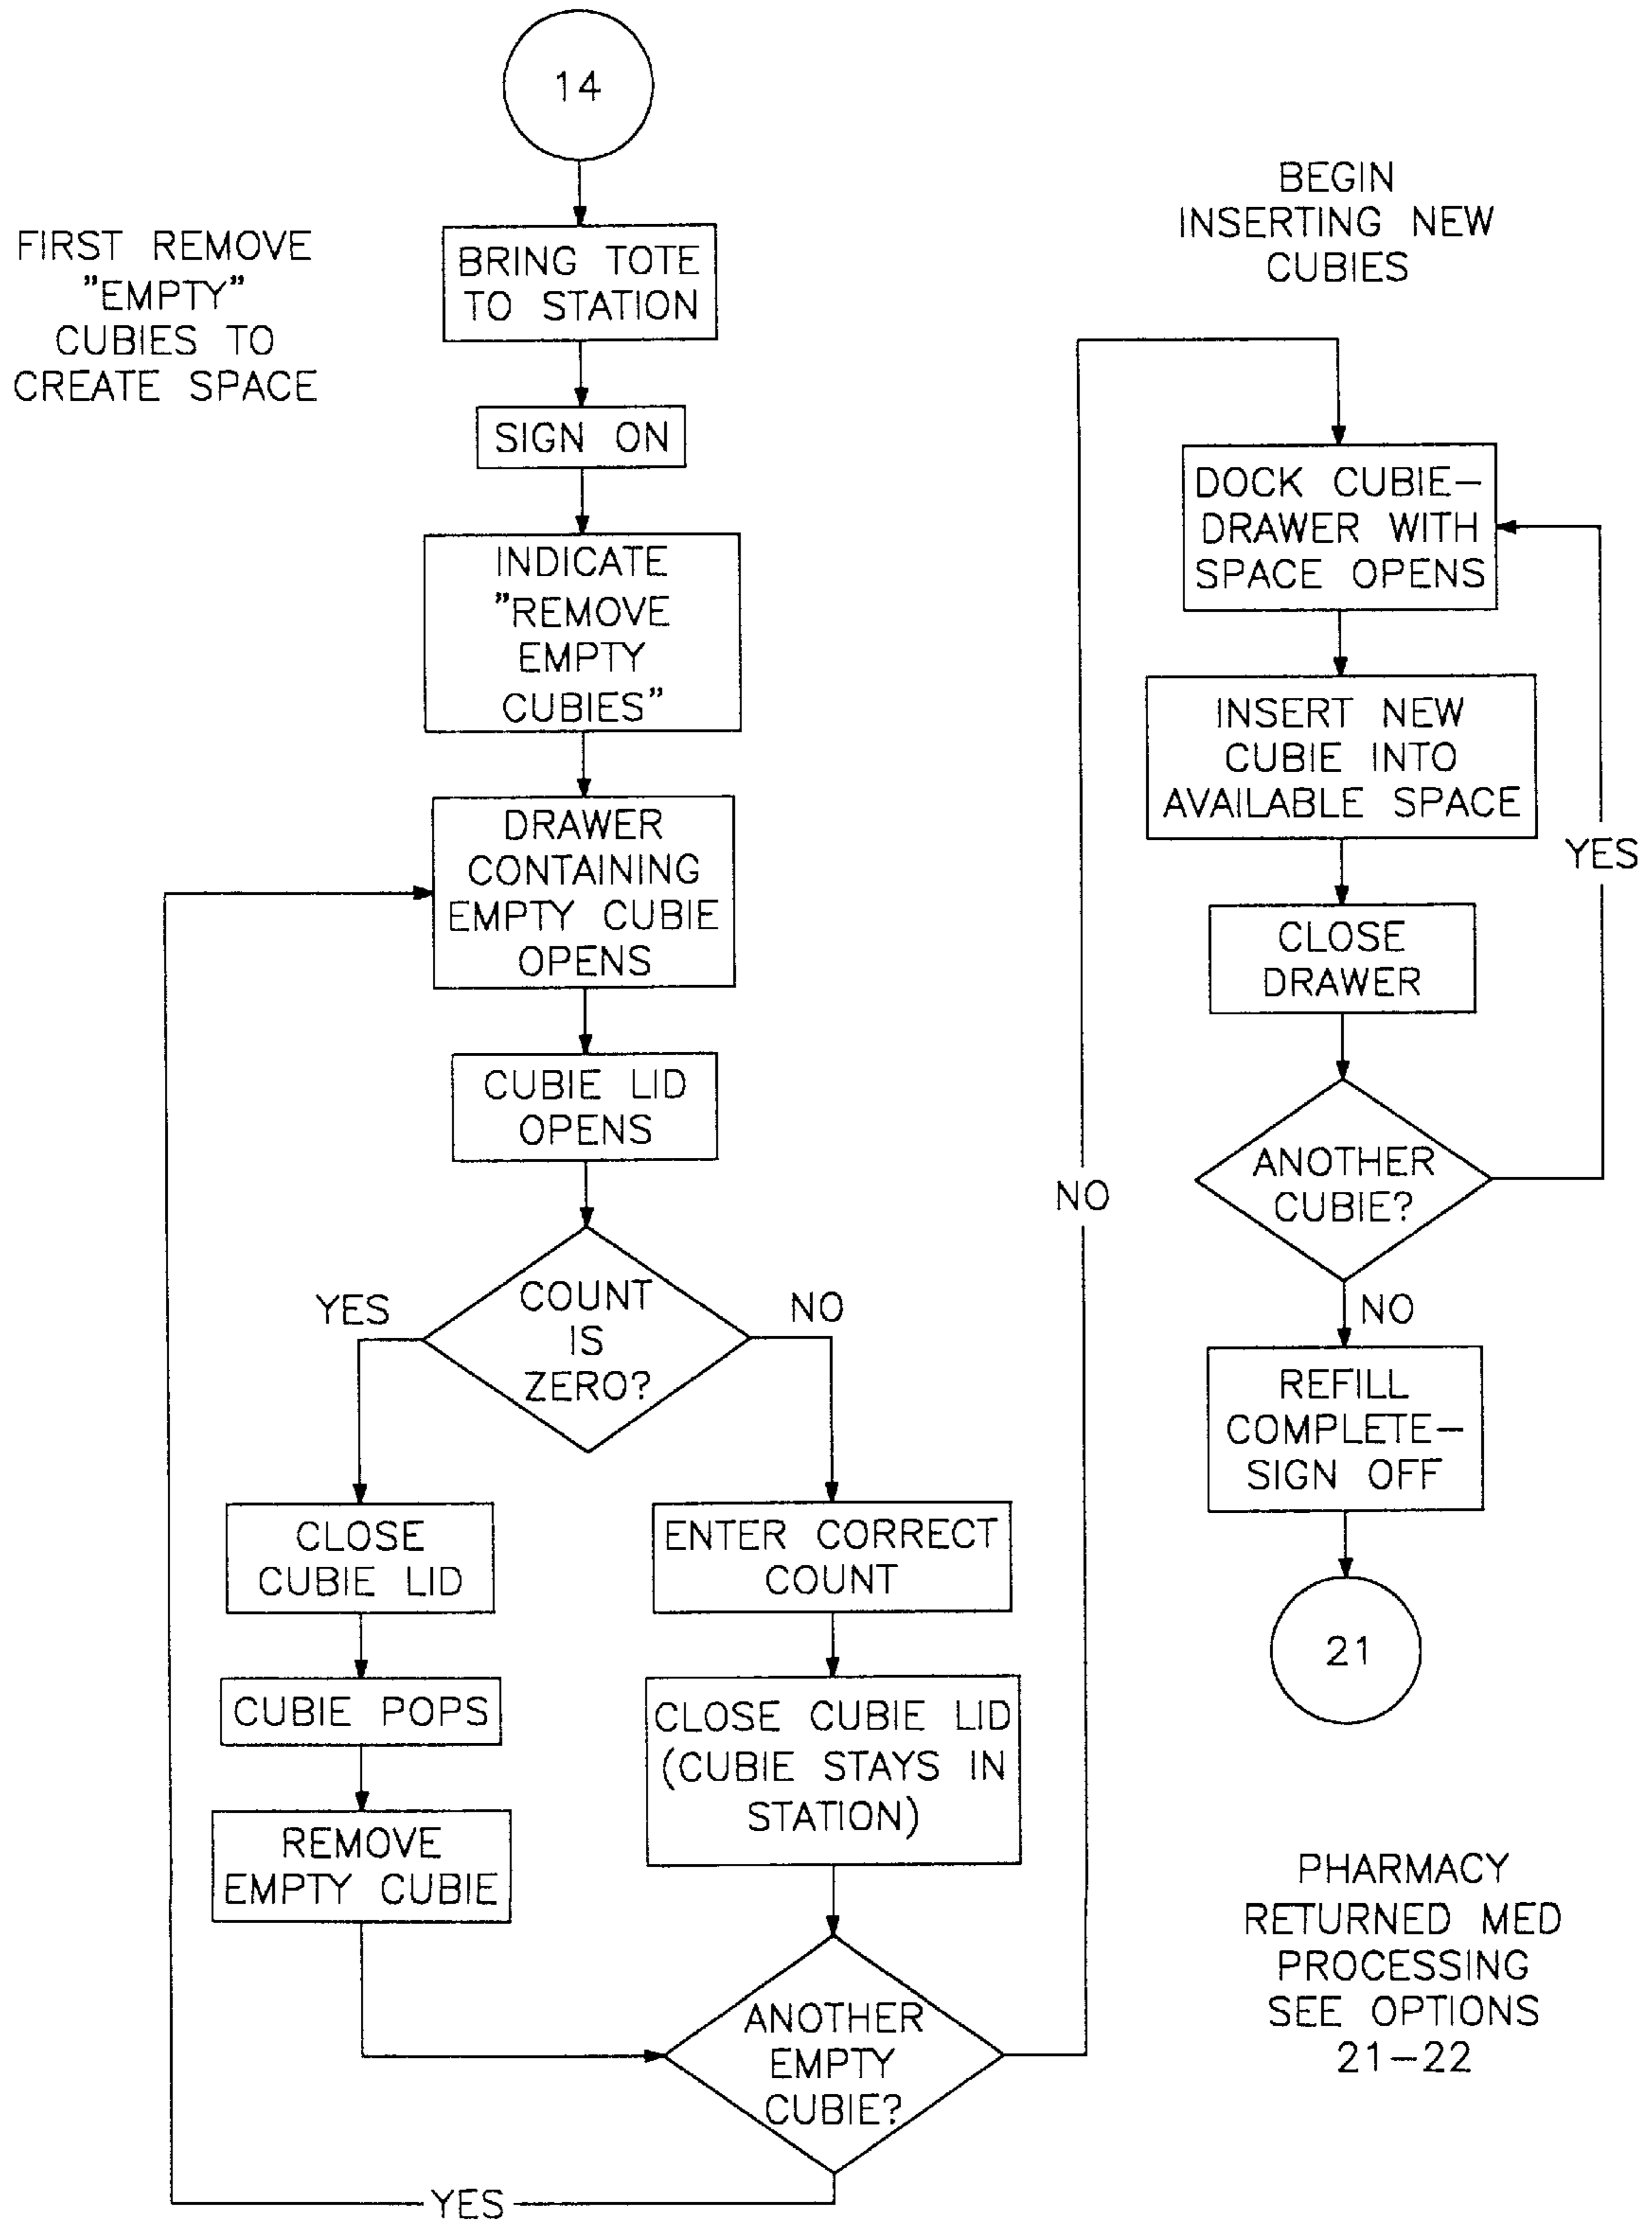 14
FIRST REMOVE
"EMPTY"
CUBIES TO
CREATE SPACE
BRING TOTE
TO STATION
SIGN ON
INDICATE
"REMOVE
EMPTY
CUBIES"
DRAWER
CONTAINING
EMPTY CUBIE
OPENS
CUBIE LID
OPENS
COUNT
IS
ZERO?
YES
NO
CLOSE
CUBIE LID
CUBIE POPS
REMOVE
EMPTY CUBIE
ENTER CORRECT
COUNT
CLOSE CUBIE LID
(CUBIE STAYS IN
STATION)
ANOTHER
EMPTY
CUBIE?
YES
NO
BEGIN
INSERTING NEW
CUBIES
DOCK CUBIE–
DRAWER WITH
SPACE OPENS
INSERT NEW
CUBIE INTO
AVAILABLE SPACE
CLOSE
DRAWER
ANOTHER
CUBIE?
YES
NO
REFILL
COMPLETE–
SIGN OFF
21
PHARMACY
RETURNED MED
PROCESSING
SEE OPTIONS
21–22